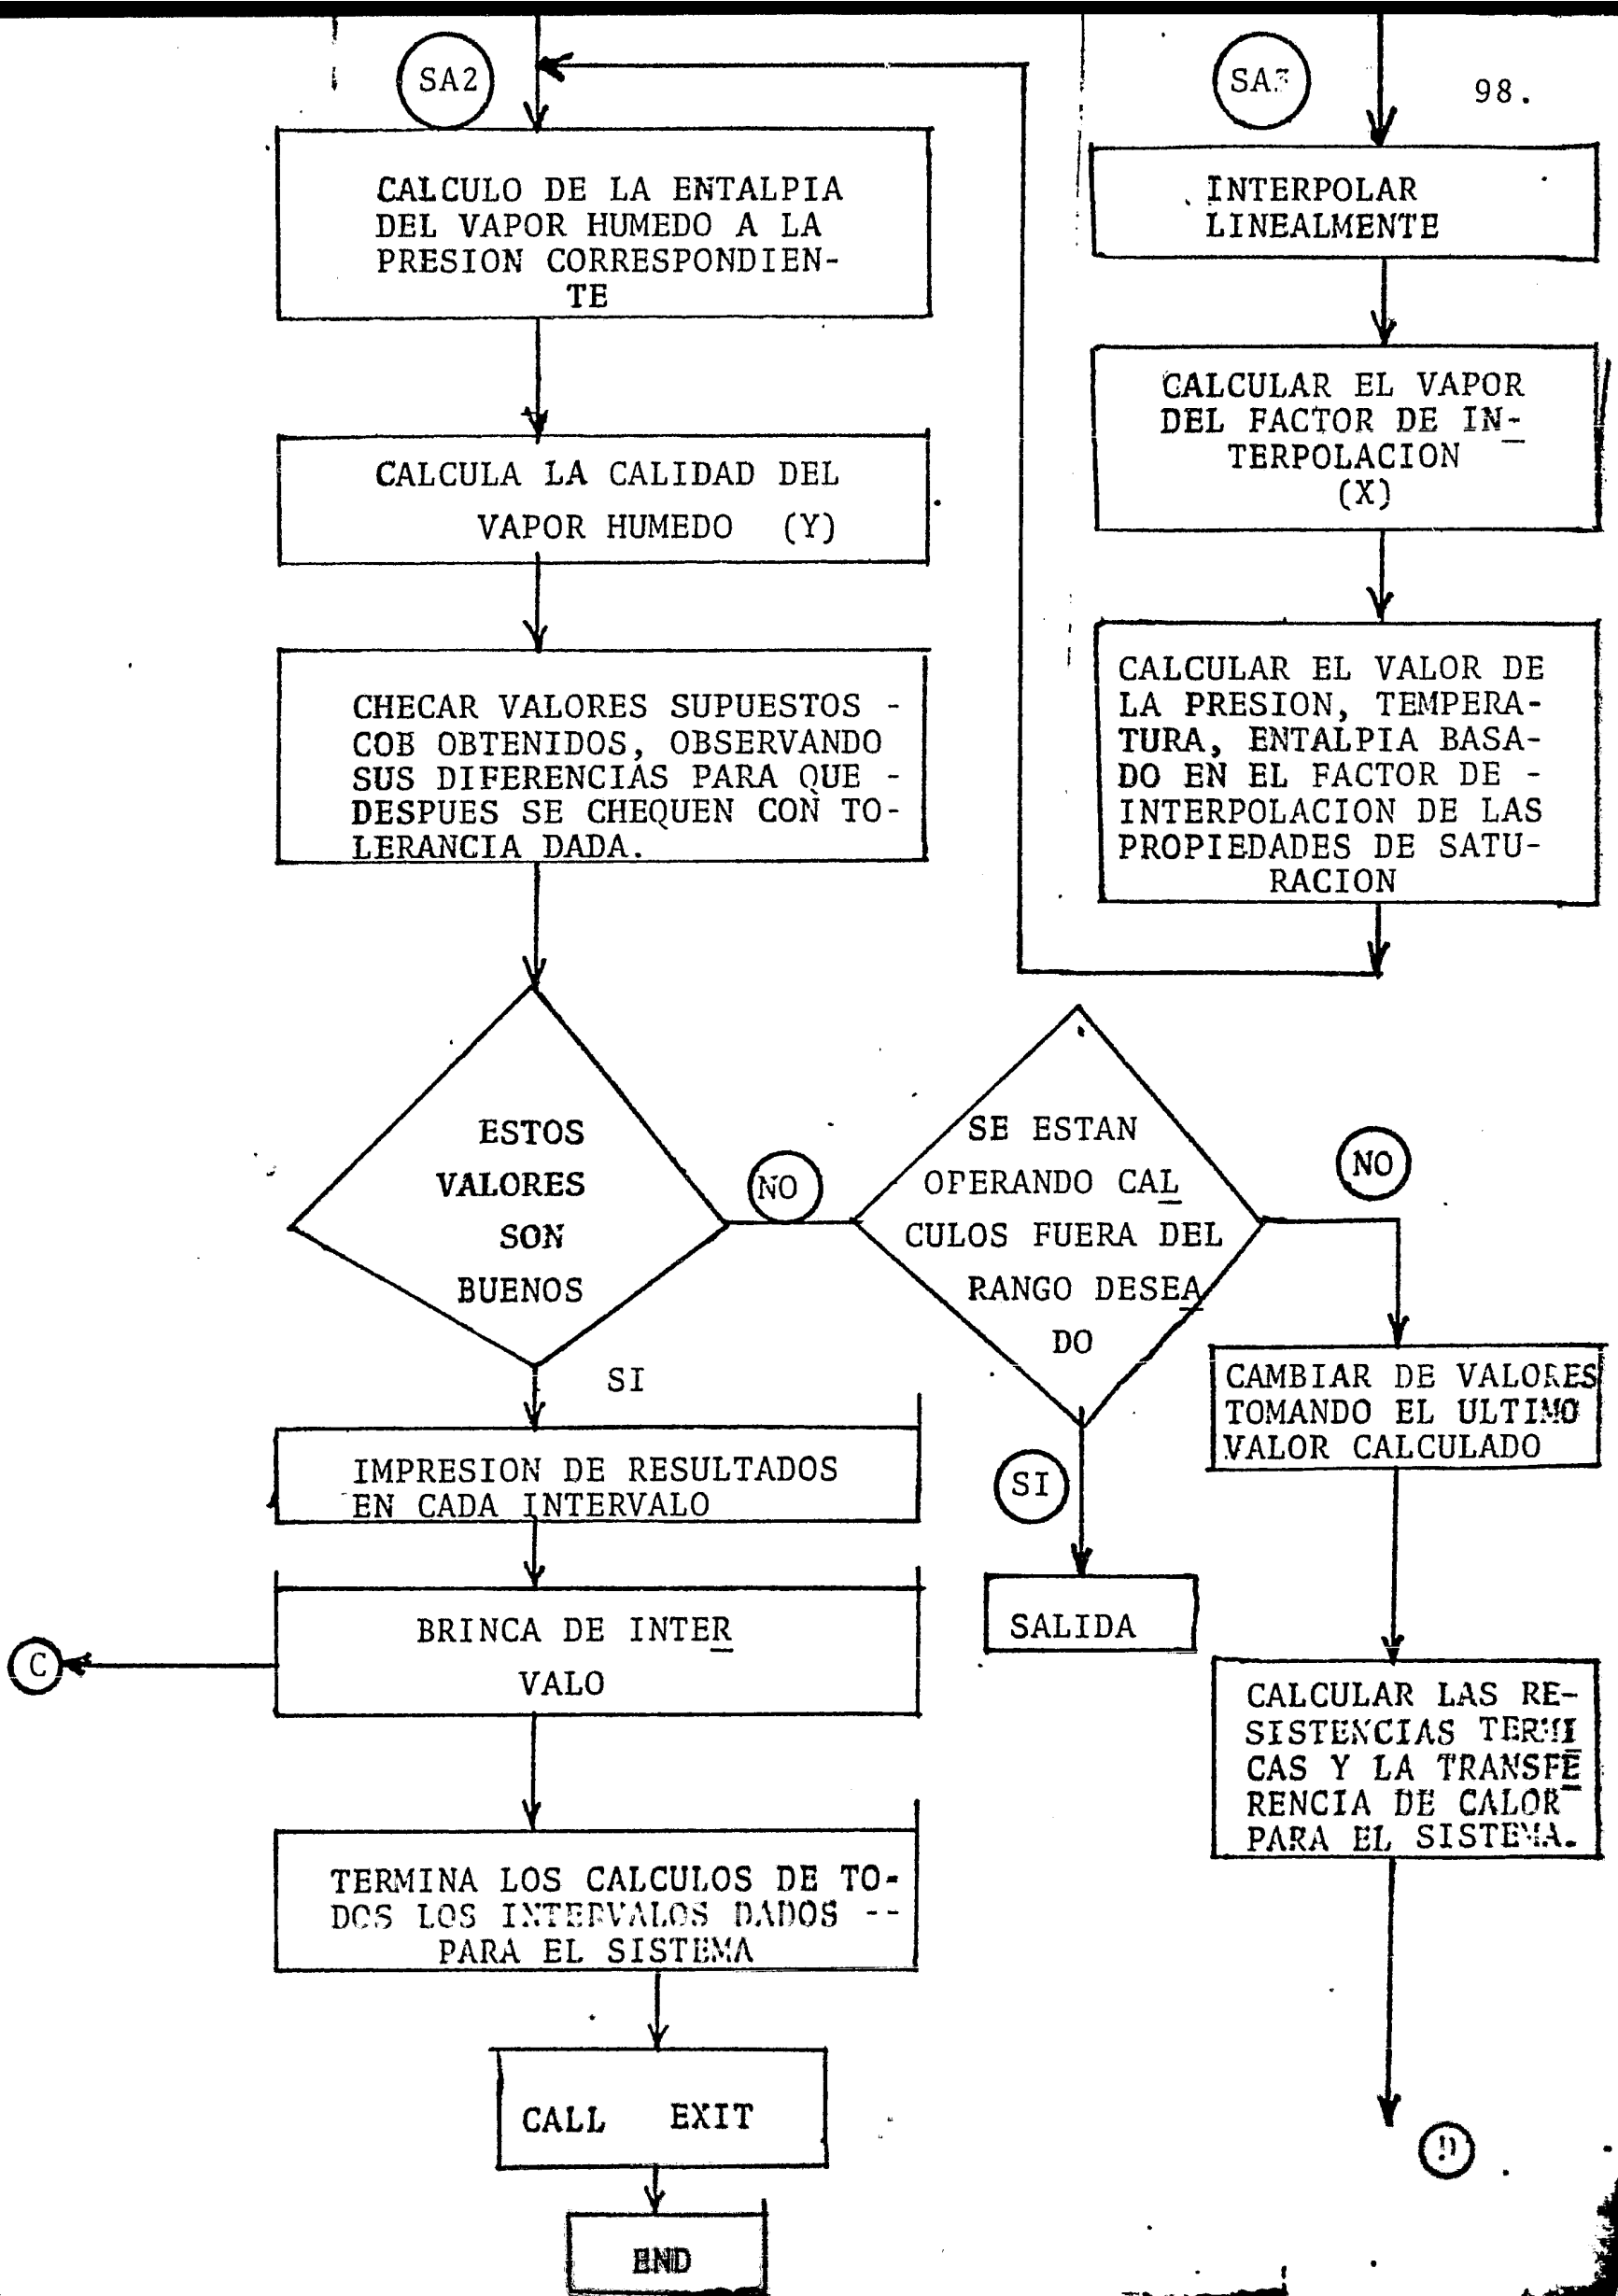 SA2
98.
CALCULO DE LA ENTALPIA
DEL VAPOR HUMEDO A LA
PRESION CORRESPONDIEN-
TE
CALCULA LA CALIDAD DEL
VAPOR HUMEDO (Y)
CHECAR VALORES SUPUESTOS -
COB OBTENIDOS, OBSERVANDO
SUS DIFERENCIAS PARA QUE -
DESPUES SE CHEQUEN CON TO-
LERANCIA DADA.
ESTOS
VALORES
SON
BUENOS
NO
SI
IMPRESION DE RESULTADOS
EN CADA INTERVALO
BRINCA DE INTER
VALO
C
TERMINA LOS CALCULOS DE TO-
DOS LOS INTERVALOS DADOS --
PARA EL SISTEMA
CALL EXIT
END
SA3
INTERPOLAR
LINEALMENTE
CALCULAR EL VAPOR
DEL FACTOR DE IN-
TERPOLACION
(X)
CALCULAR EL VALOR DE
LA PRESION, TEMPERA-
TURA, ENTALPIA BASA-
DO EN EL FACTOR DE -
INTERPOLACION DE LAS
PROPIEDADES DE SATU-
RACION
SE ESTAN
OPERANDO CAL
CULOS FUERA DEL
RANGO DESEA
DO
SI
SALIDA
NO
CAMBIAR DE VALORES
TOMANDO EL ULTIMO
VALOR CALCULADO
CALCULAR LAS RE-
SISTENCIAS TERMI
CAS Y LA TRANSFE
RENCIA DE CALOR
PARA EL SISTEMA.